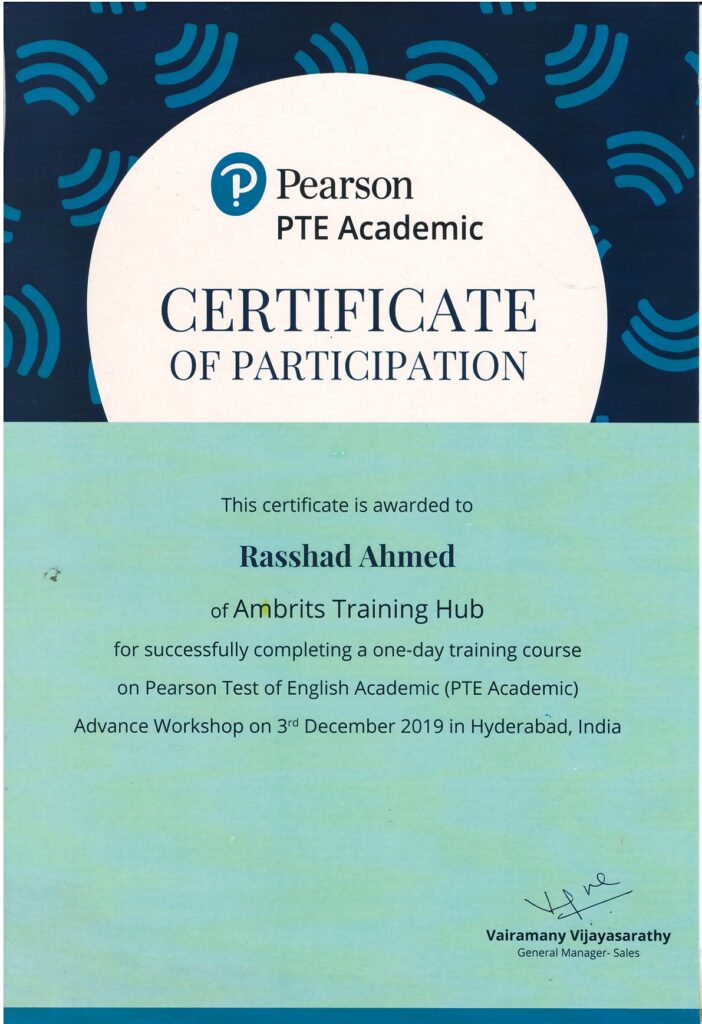 Pearson
PTE Academic
CERTIFICATE
OF PARTICIPATION
This certificate is awarded to
Rasshad Ahmed
of Ambrits Training Hub
for successfully completing a one-day training course
on Pearson Test of English Academic (PTE Academic)
Advance Workshop on 3rd December 2019 in Hyderabad, India
Vairamany Vijayasarathy
General Manager- Sales